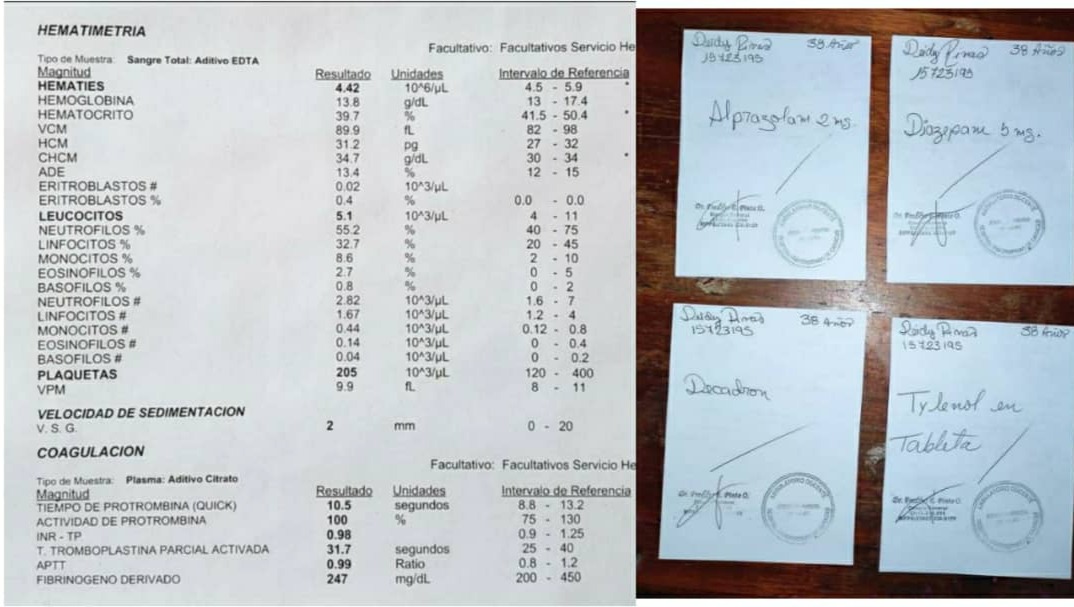 HEMATIMETRIA
Facultativo: Facultativos Servicio He
Tipo de Muestra: Sangre Total: Aditivo EDTA
Magnitud Resultado Unidades Intervalo de Referencia
HEMATIES 4.42 10^6/µL 4.5 - 5.9 *
HEMOGLOBINA 13.8 g/dL 13 - 17.4
HEMATOCRITO 39.7 % 41.5 - 50.4 *
VCM 89.9 fL 82 - 98
HCM 31.2 pg 27 - 32
CHCM 34.7 g/dL 30 - 34 *
ADE 13.4 % 12 - 15
ERITROBLASTOS # 0.02 10^3/µL
ERITROBLASTOS % 0.4 % 0.0 - 0.0
LEUCOCITOS 5.1 10^3/µL 4 - 11
NEUTROFILOS % 55.2 % 40 - 75
LINFOCITOS % 32.7 % 20 - 45
MONOCITOS % 8.6 % 2 - 10
EOSINOFILOS % 2.7 % 0 - 5
BASOFILOS % 0.8 % 0 - 2
NEUTROFILOS # 2.82 10^3/µL 1.6 - 7
LINFOCITOS # 1.67 10^3/µL 1.2 - 4
MONOCITOS # 0.44 10^3/µL 0.12 - 0.8
EOSINOFILOS # 0.14 10^3/µL 0 - 0.4
BASOFILOS # 0.04 10^3/µL 0 - 0.2
PLAQUETAS 205 10^3/µL 120 - 400
VPM 9.9 fL 8 - 11
VELOCIDAD DE SEDIMENTACION
V. S. G. 2 mm 0 - 20
COAGULACION
Facultativo: Facultativos Servicio He
Tipo de Muestra: Plasma: Aditivo Citrato
Magnitud Resultado Unidades Intervalo de Referencia
TIEMPO DE PROTROMBINA (QUICK) 10.5 segundos 8.8 - 13.2
ACTIVIDAD DE PROTROMBINA 100 % 75 - 130
INR - TP 0.98 0.9 - 1.25
T. TROMBOPLASTINA PARCIAL ACTIVADA 31.7 segundos 25 - 40
APTT 0.99 Ratio 0.8 - 1.2
FIBRINOGENO DERIVADO 247 mg/dL 200 - 450
38 Años
15723195
Alprazolam 2 mg.
38 Años
15723195
Diazepam 5 mg.
38 Años
15723195
Decadron
38 Años
15723195
Tylenol en
Tableta